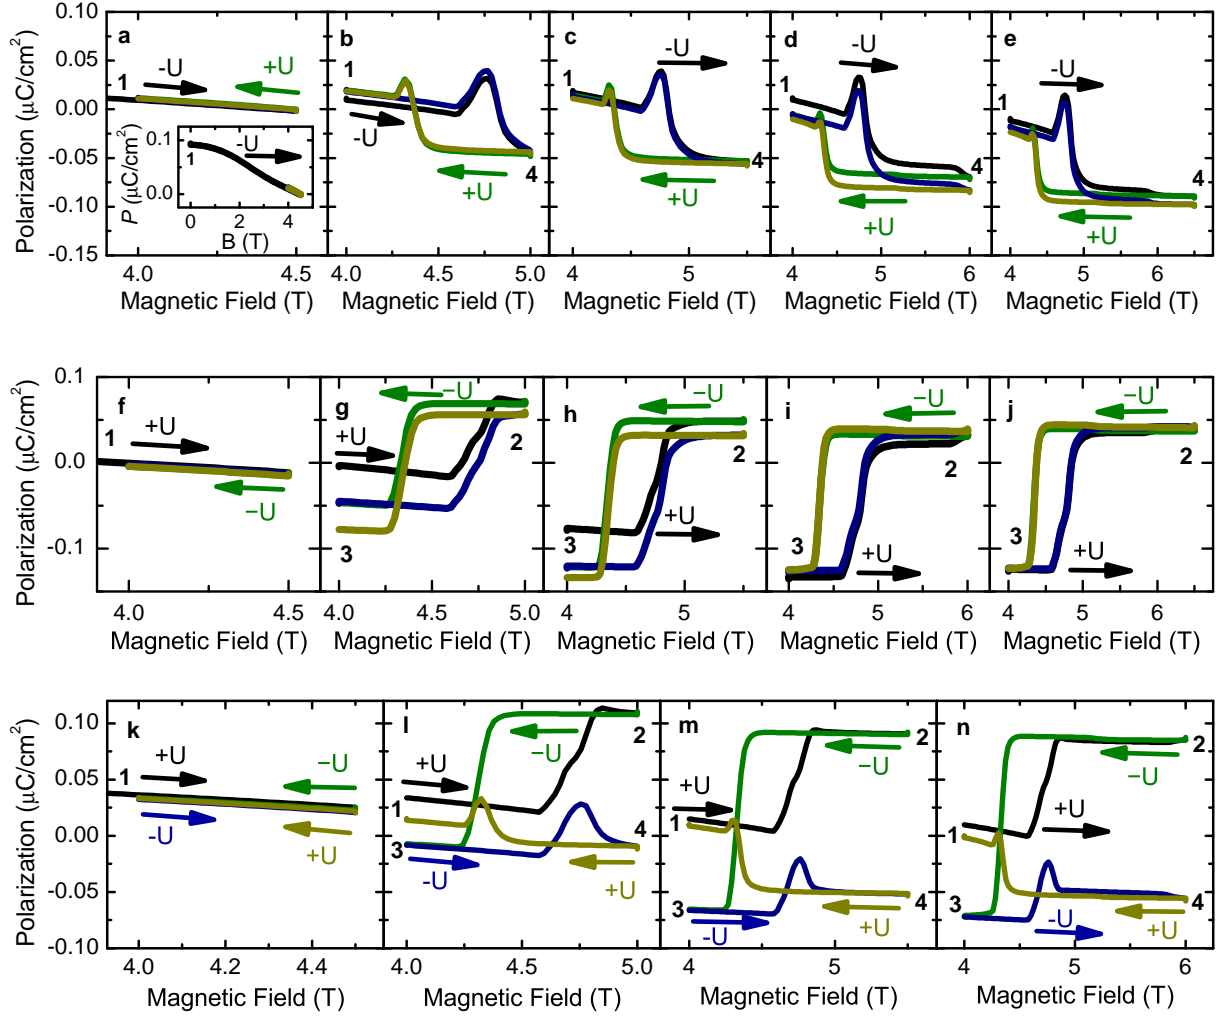 Polarization (μC/cm²)
0.10
0.05
0.00
-0.05
-0.10
-0.15
a
1
-U
+U
P (μC/cm²)
0.1
0.0
1
-U
0 2 4
B (T)
4.0 4.5
Magnetic Field (T)
b
1
-U
4
+U
4.0 4.5 5.0
Magnetic Field (T)
c
1
-U
4
+U
4 5
Magnetic Field (T)
d
1
-U
4
+U
4 5 6
Magnetic Field (T)
e
1
-U
4
+U
4 5 6
Magnetic Field (T)
Polarization (μC/cm²)
0.1
0.0
-0.1
f
1
+U
−U
4.0 4.5
Magnetic Field (T)
g
−U
+U
2
3
4.0 4.5 5.0
Magnetic Field (T)
h
−U
2
+U
3
4 5
Magnetic Field (T)
i
−U
2
3
+U
4 5 6
Magnetic Field (T)
j
−U
2
3
+U
4 5 6
Magnetic Field (T)
Polarization (μC/cm²)
0.10
0.05
0.00
-0.05
-0.10
k
+U
1
−U
-U
+U
4.0 4.2 4.4
Magnetic Field (T)
l
2
−U
+U
1
4
3
-U
+U
4.0 4.5 5.0
Magnetic Field (T)
m
2
−U
+U
1
3
4
-U
+U
4 5
Magnetic Field (T)
n
2
−U
+U
1
3
4
-U
+U
4 5 6
Magnetic Field (T)